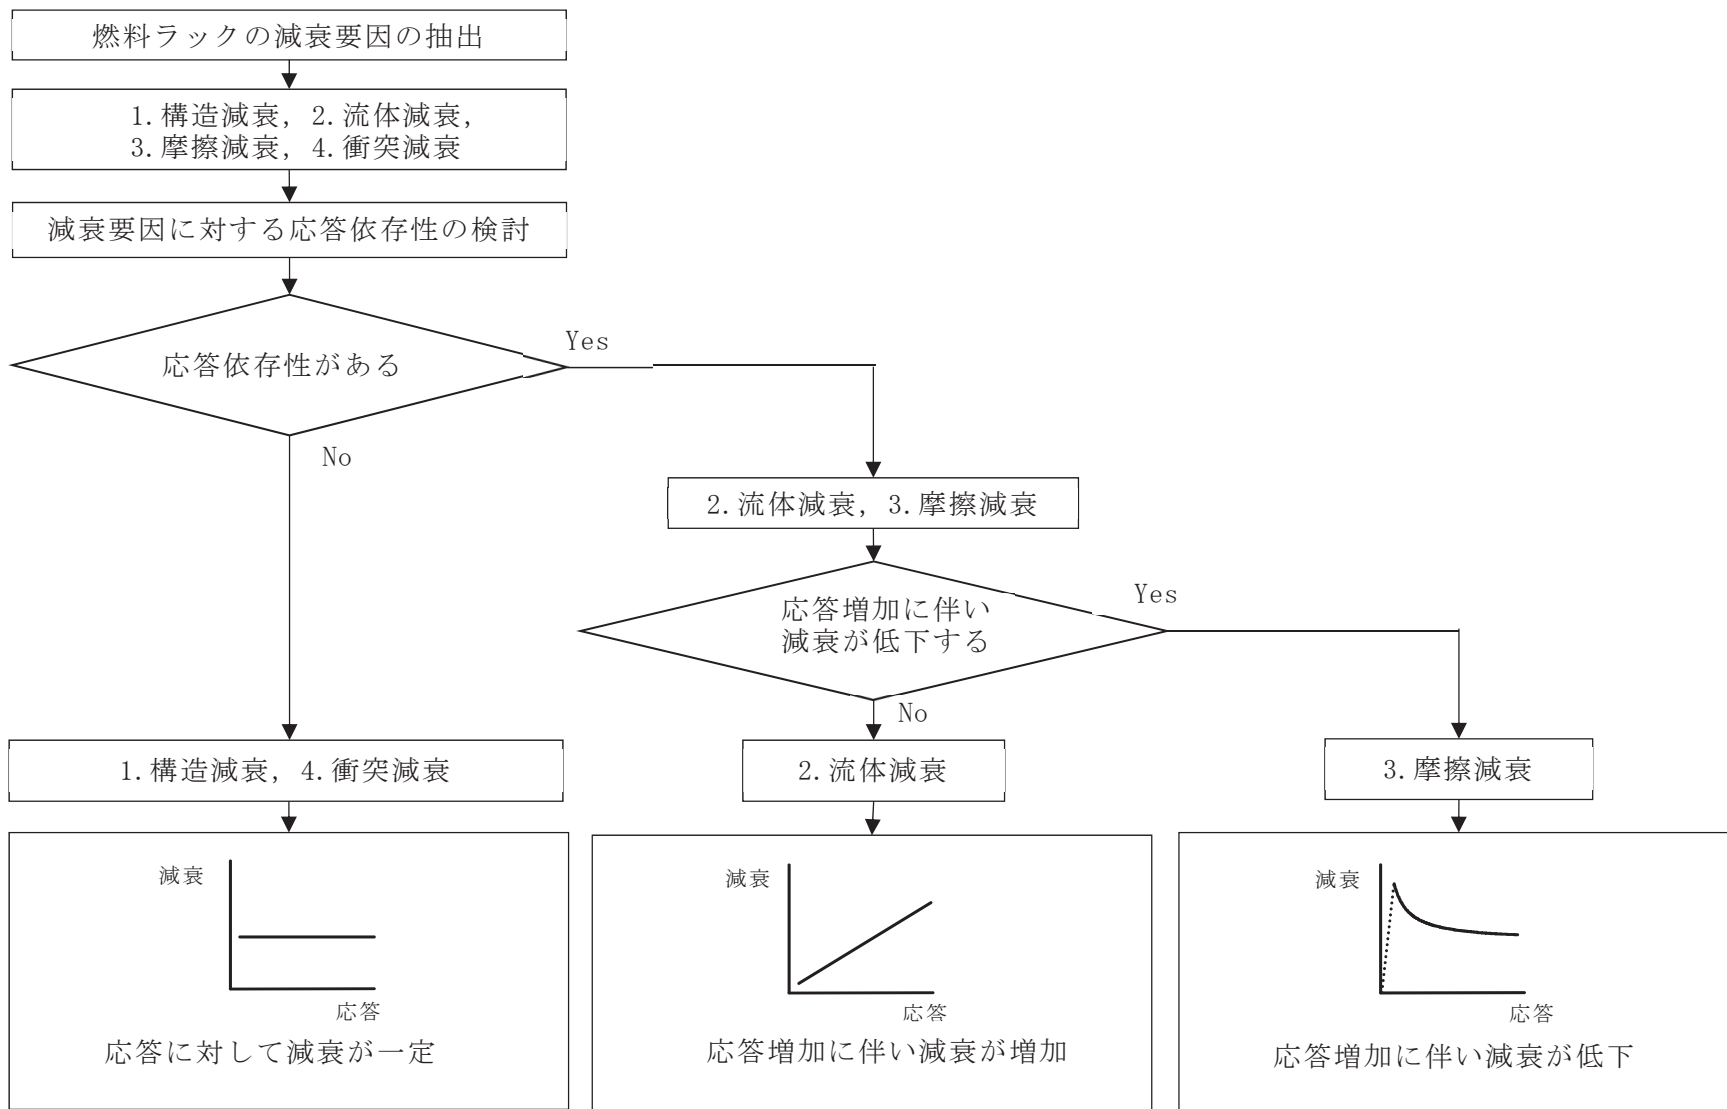 燃料ラックの減衰要因の抽出
1.構造減衰, 2.流体減衰,
3.摩擦減衰, 4.衝突減衰
減衰要因に対する応答依存性の検討
応答依存性がある
Yes
No
2.流体減衰, 3.摩擦減衰
応答増加に伴い
減衰が低下する
Yes
No
1.構造減衰, 4.衝突減衰
2.流体減衰
3.摩擦減衰
減衰
応答
応答に対して減衰が一定
減衰
応答
応答増加に伴い減衰が増加
減衰
応答
応答増加に伴い減衰が低下